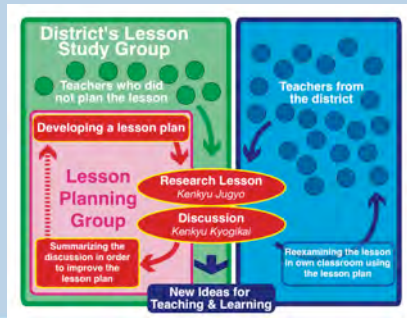 District's Lesson
Study Group
Teachers who did
not plan the lesson
Developing a lesson plan
Lesson
Planning
Group
Summarizing the
discussion in order
to improve the
lesson plan
Research Lesson
Kenkyu Jugyo
Discussion
Kenkyu Kyogikai
Teachers from
the district
Reexamining the lesson
in own classroom using
the lesson plan
New Ideas for
Teaching & Learning